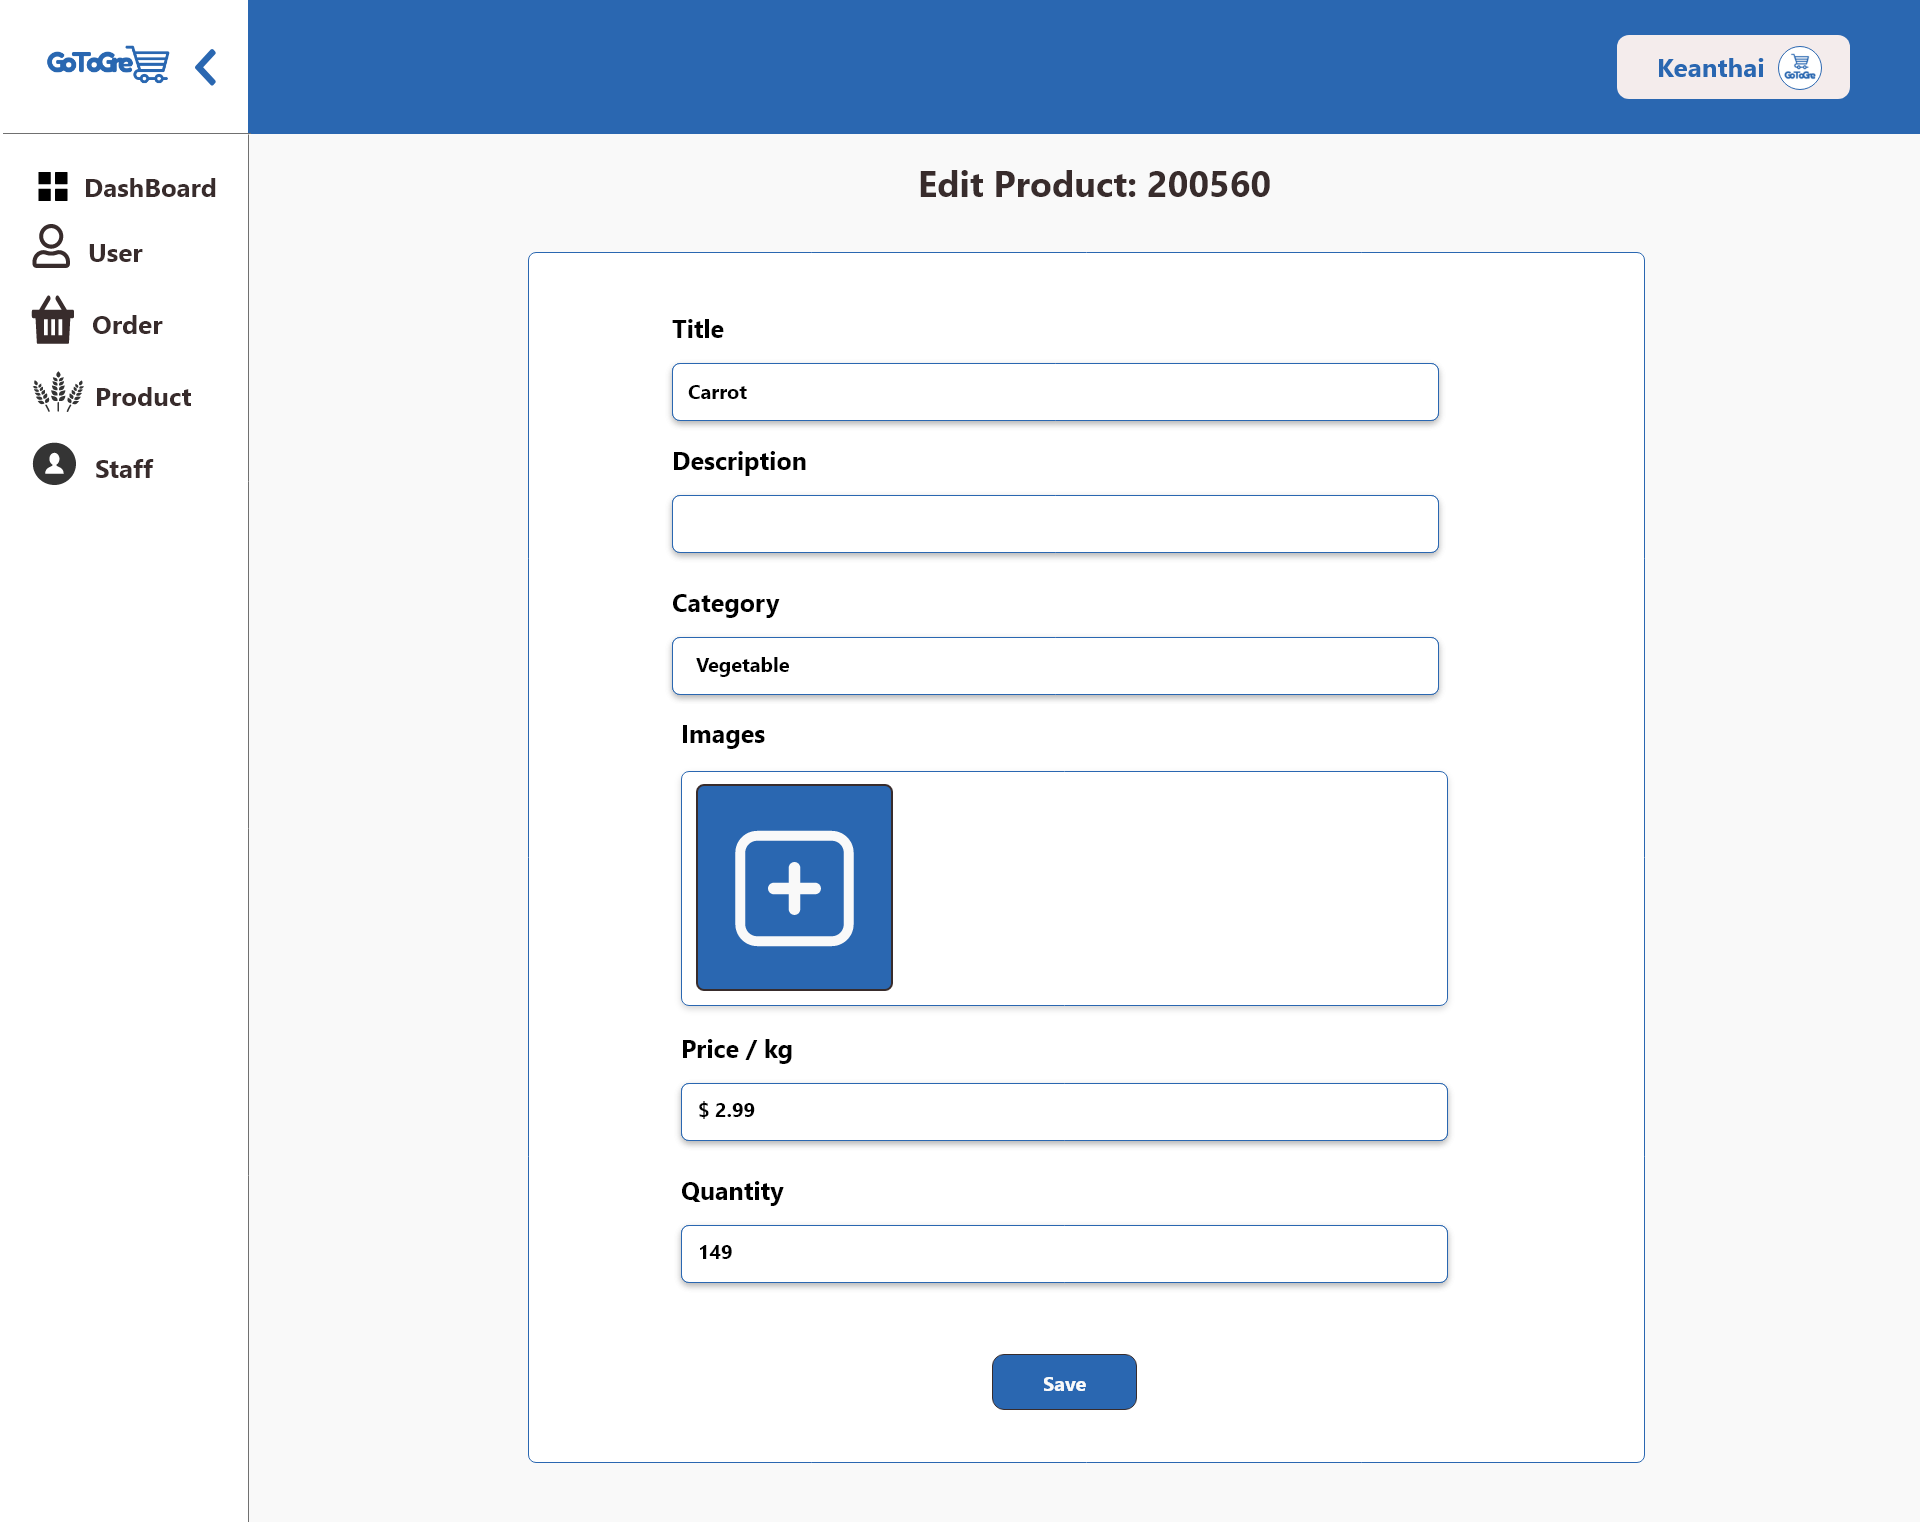 GoToGre
Keanthai
GoToGre
DashBoard
User
Order
Product
Staff
Edit Product: 200560
Title
Carrot
Description
Category
Vegetable
Images
Price / kg
$ 2.99
Quantity
149
Save